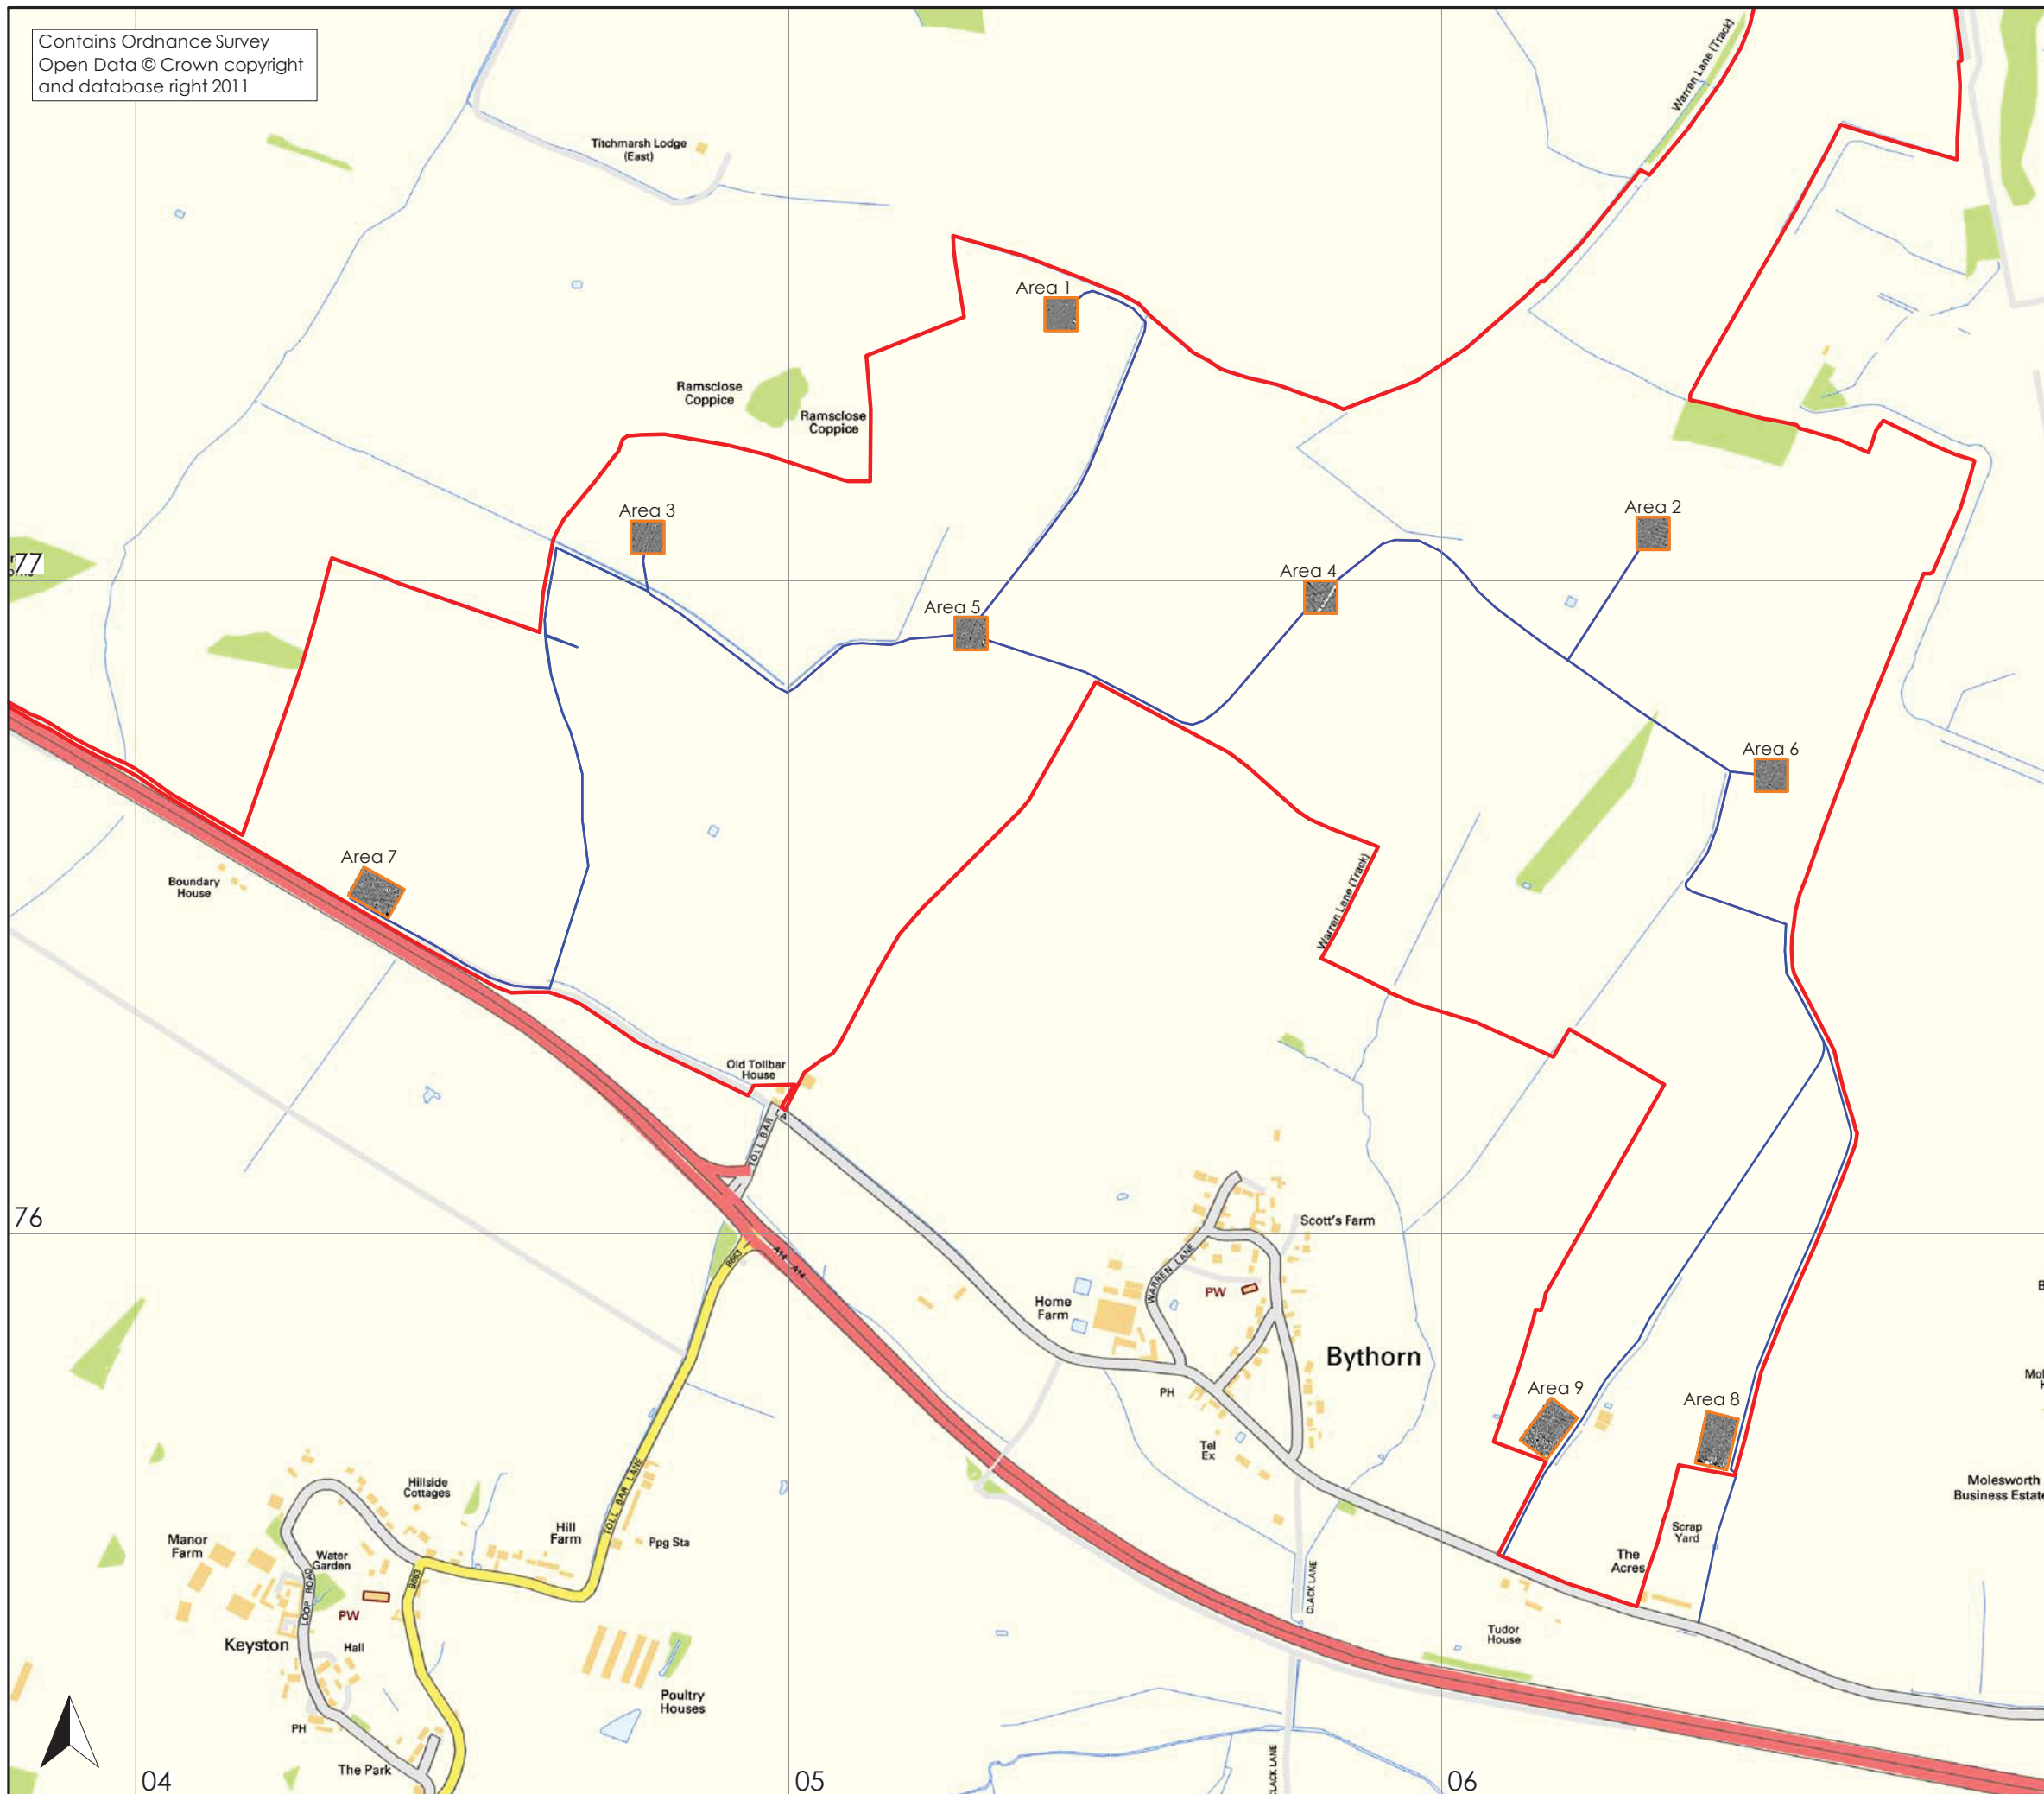 Contains Ordnance Survey
Open Data © Crown copyright
and database right 2011
Warren Lane (Track)
Titchmarsh Lodge
(East)
Area 1
Ramsclose
Coppice
Ramsclose
Coppice
Area 3
Area 2
77
Area 4
Area 5
Area 6
Area 7
Boundary
House
Warren Lane (Track)
Old Tollbar
House
TOLL BAR LA
76
Scott's Farm
B663
A14
A14
WARREN LANE
PW
Home
Farm
Bythorn
PH
Area 9
Area 8
Tel
Ex
Hillside
Cottages
TOLL BAR LANE
Molesworth
Business Estate
Manor
Farm
Hill
Farm
Ppg Sta
Scrap
Yard
Water
Garden
The
Acres
LOOP ROAD
B663
CLACK LANE
PW
Keyston
Hall
Tudor
House
Poultry
Houses
PH
The Park
CLACK LANE
04
05
06